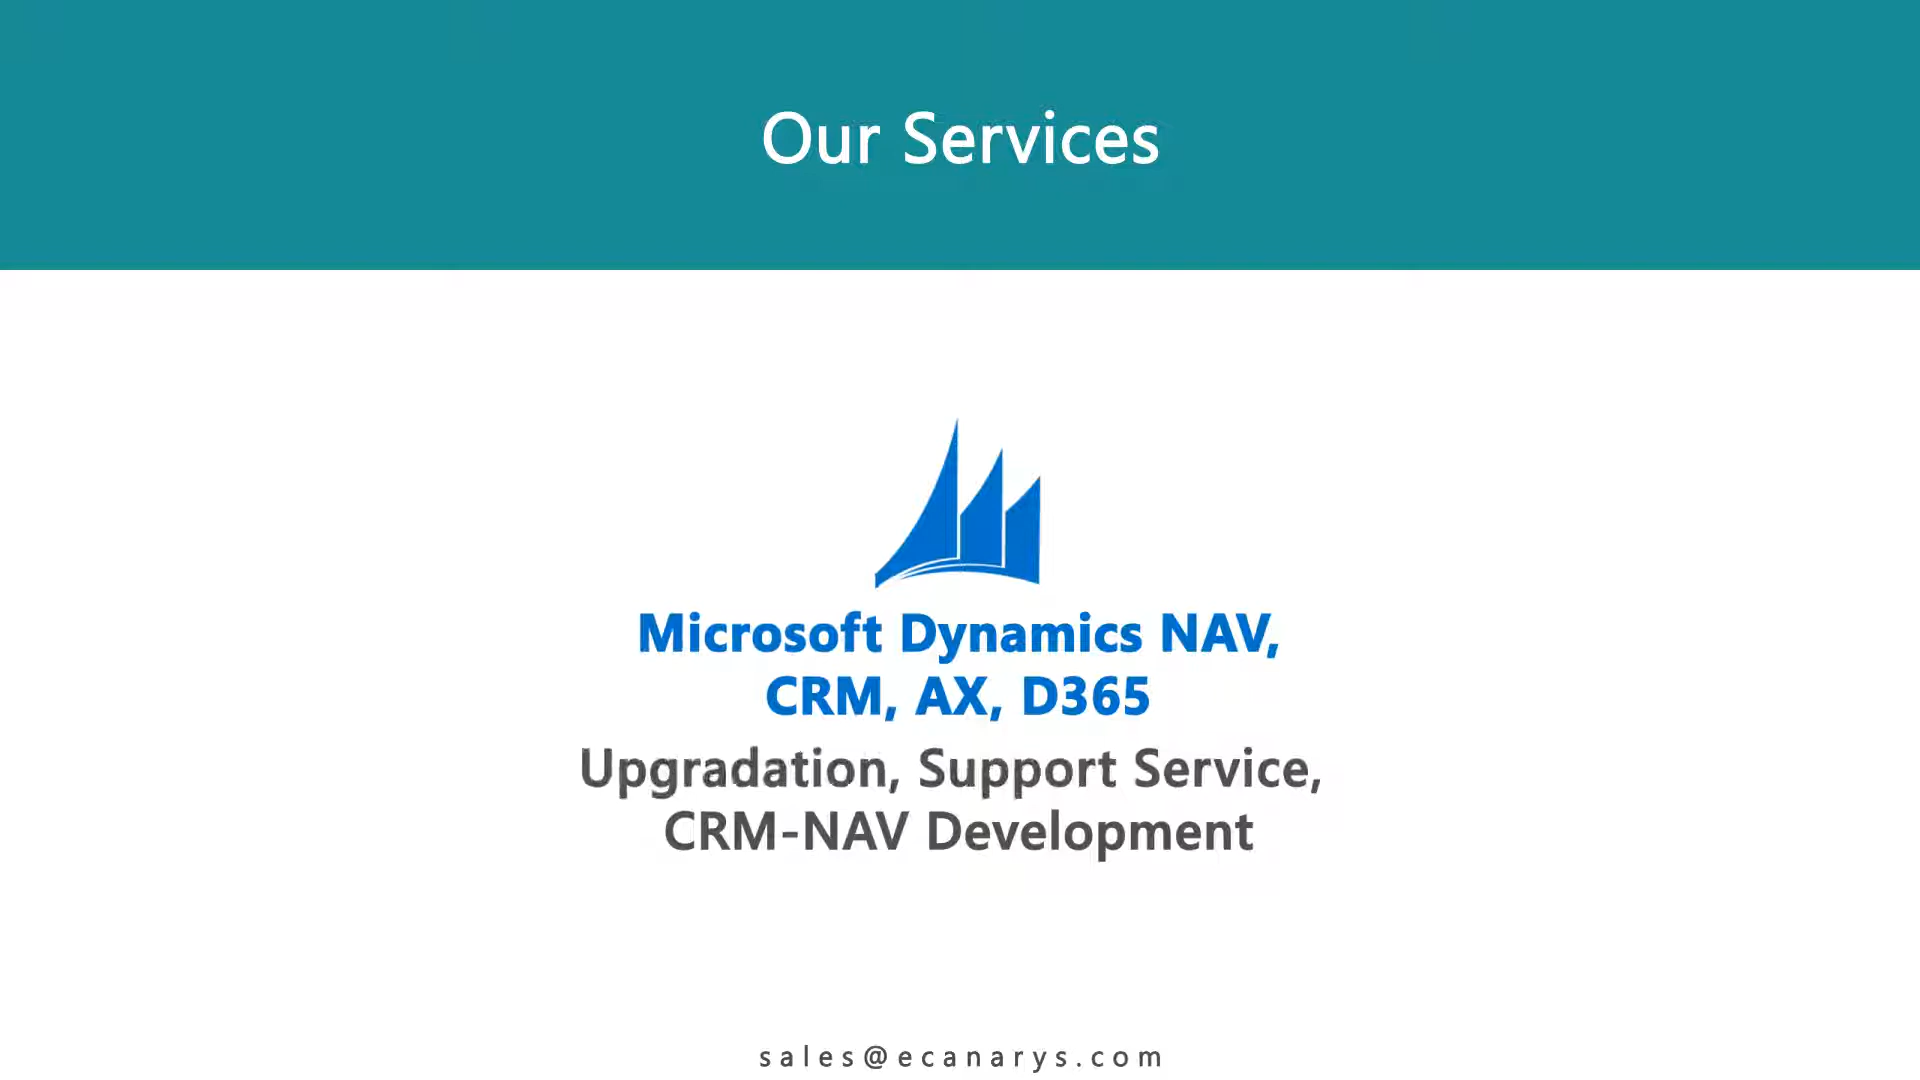 Our Services
Microsoft Dynamics NAV,
CRM, AX, D365
Upgradation, Support Service,
CRM-NAV Development
sales@ecanarys.com